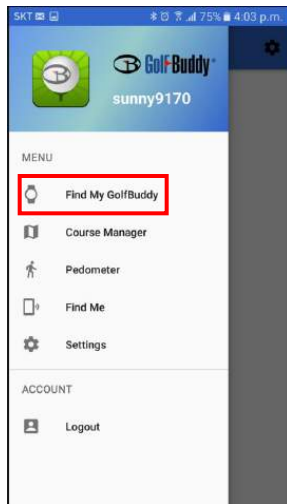 SKT 75% 4:03 p.m.
GolfBuddy
sunny9170
MENU
Find My GolfBuddy
Course Manager
Pedometer
Find Me
Settings
ACCOUNT
Logout